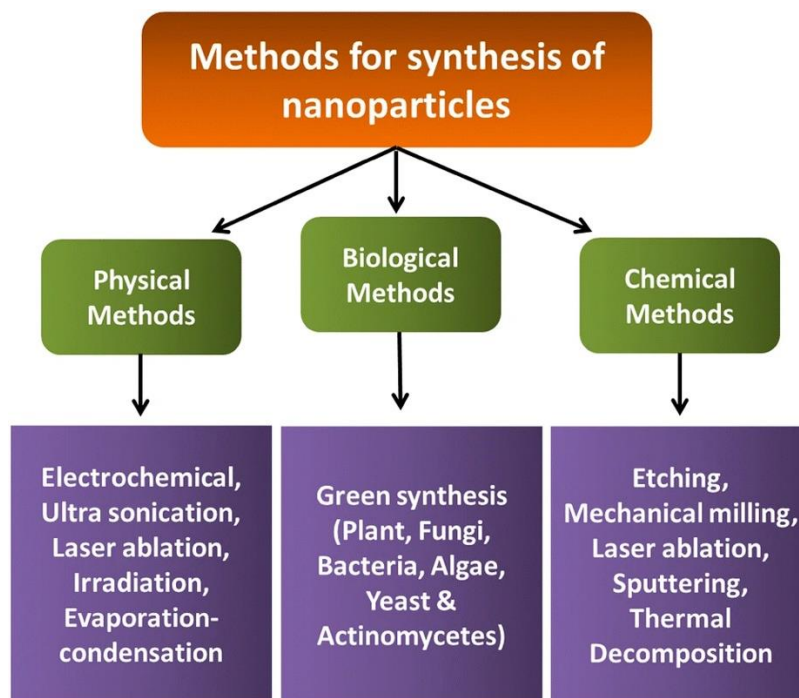 Methods for synthesis of
nanoparticles
Physical
Methods
Biological
Methods
Chemical
Methods
Electrochemical,
Ultra sonication,
Laser ablation,
Irradiation,
Evaporation-
condensation
Green synthesis
(Plant, Fungi,
Bacteria, Algae,
Yeast &
Actinomycetes)
Etching,
Mechanical milling,
Laser ablation,
Sputtering,
Thermal
Decomposition